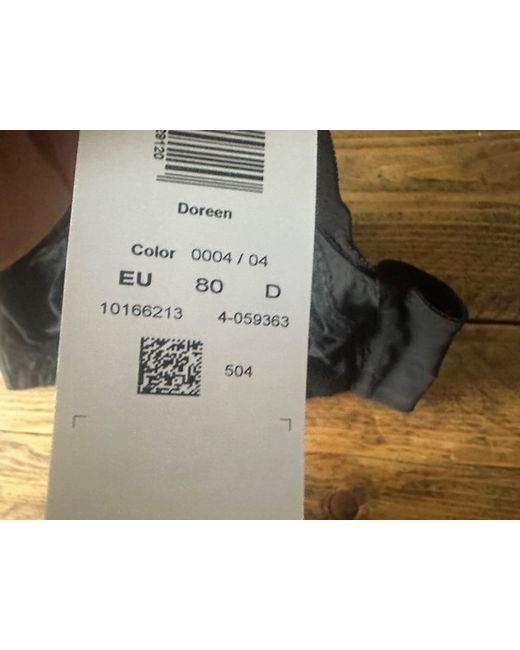 Doreen
Color 0004 / 04
EU 80 D
10166213 4-059363
504